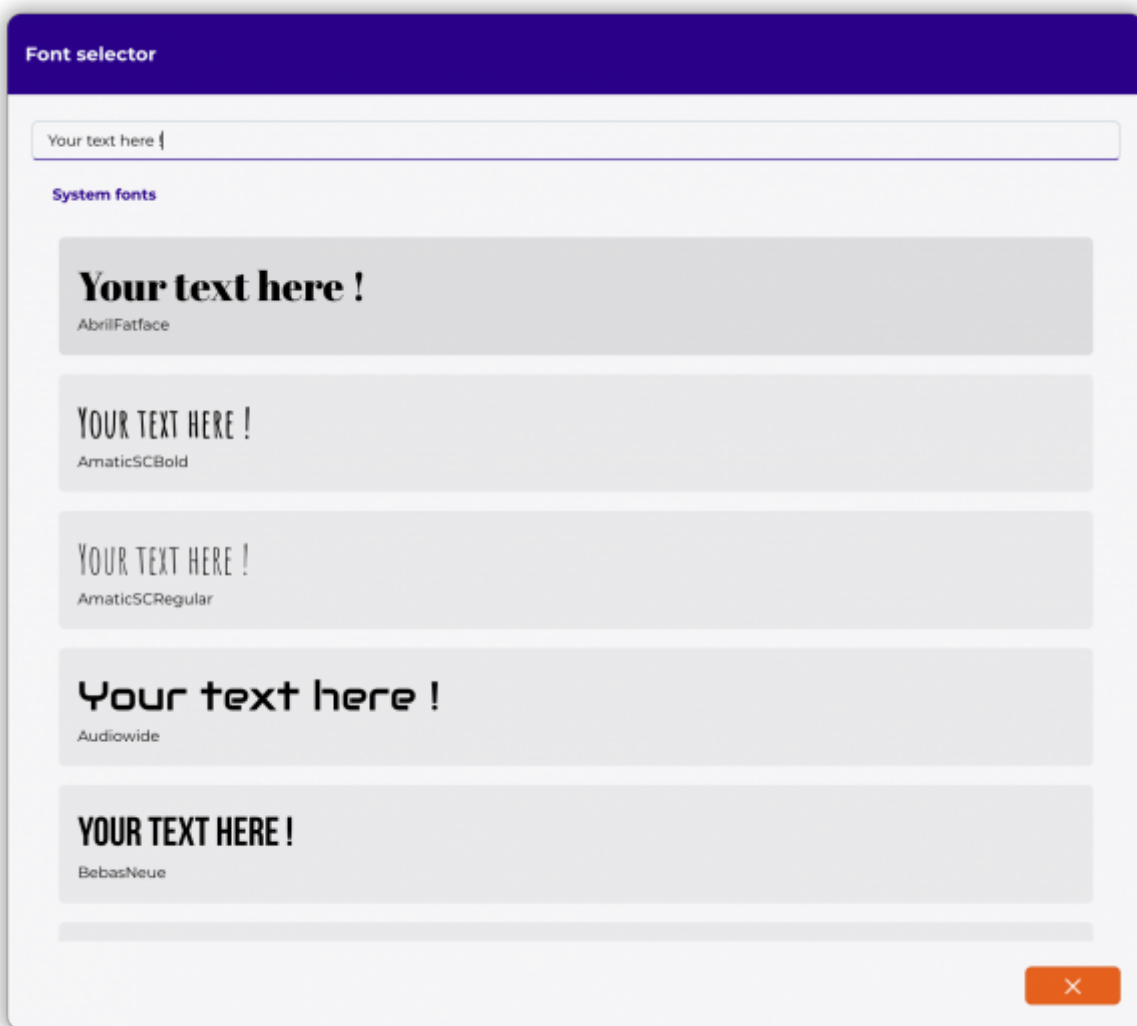 Font selector
Your text here !
System fonts
Your text here !
AbrilFatface
Your text here !
AmaticSCBold
Your text here !
AmaticSCRegular
Your text here !
Audiowide
YOUR TEXT HERE !
BebasNeue